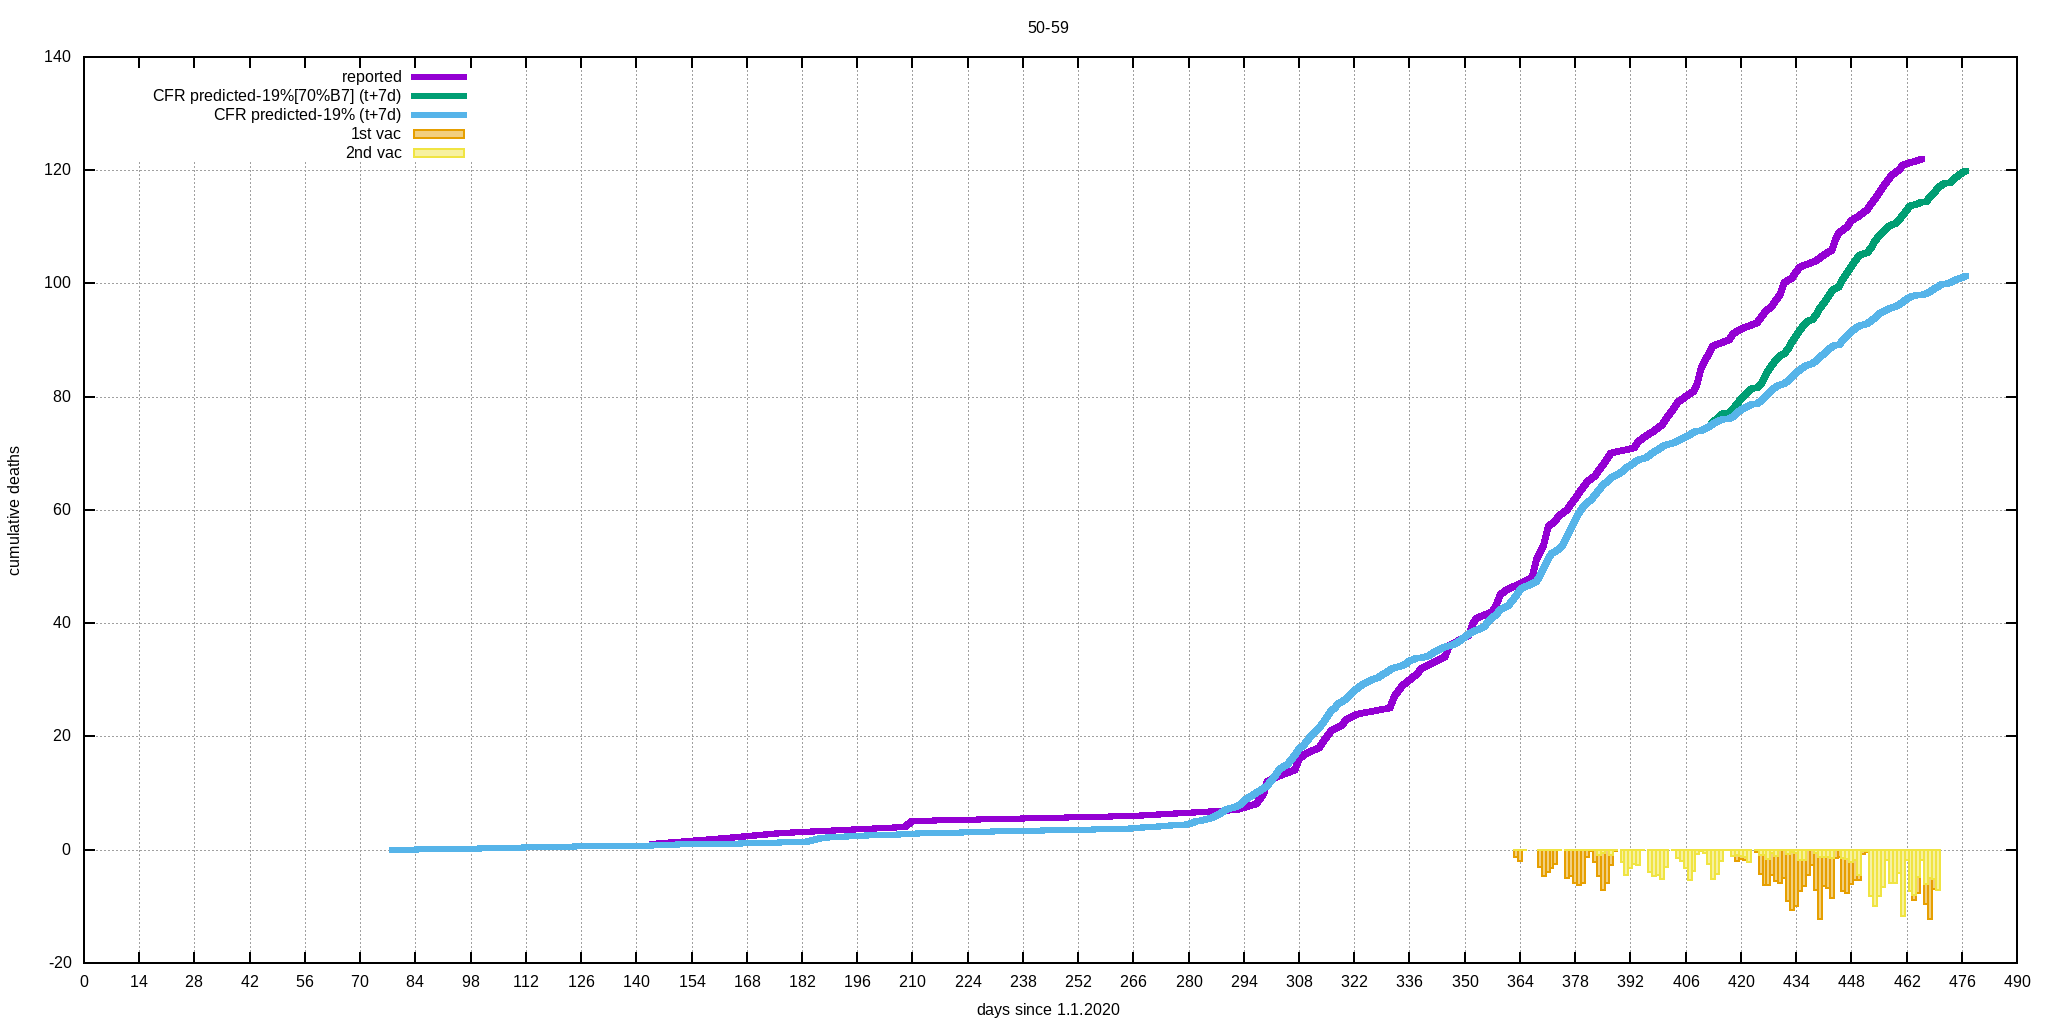 50-59
140
120
100
80
60
40
20
0
-20
cumulative deaths
reported
CFR predicted-19%[70%B7] (t+7d)
CFR predicted-19% (t+7d)
1st vac
2nd vac
0 14 28 42 56 70 84 98 112 126 140 154 168 182 196 210 224 238 252 266 280 294 308 322 336 350 364 378 392 406 420 434 448 462 476 490
days since 1.1.2020